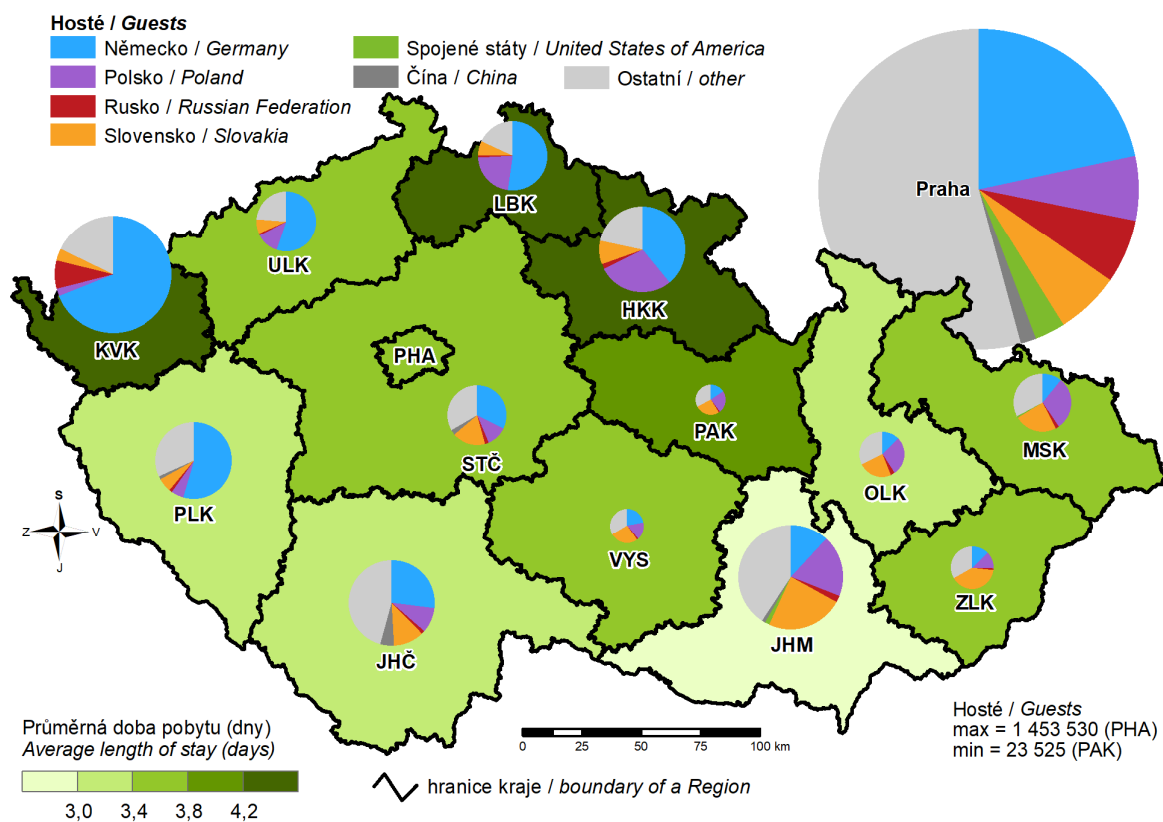 Hosté / Guests
Německo / Germany
Polsko / Poland
Rusko / Russian Federation
Slovensko / Slovakia
Spojené státy / United States of America
Čína / China
Ostatní / other
Praha
LBK
ULK
HKK
KVK
PHA
PAK
STČ
MSK
OLK
PLK
VYS
ZLK
JHČ
JHM
S
Z
V
J
Průměrná doba pobytu (dny)
Average length of stay (days)
3,0
3,4
3,8
4,2
0
25
50
75
100 km
hranice kraje / boundary of a Region
Hosté / Guests
max = 1 453 530 (PHA)
min = 23 525 (PAK)